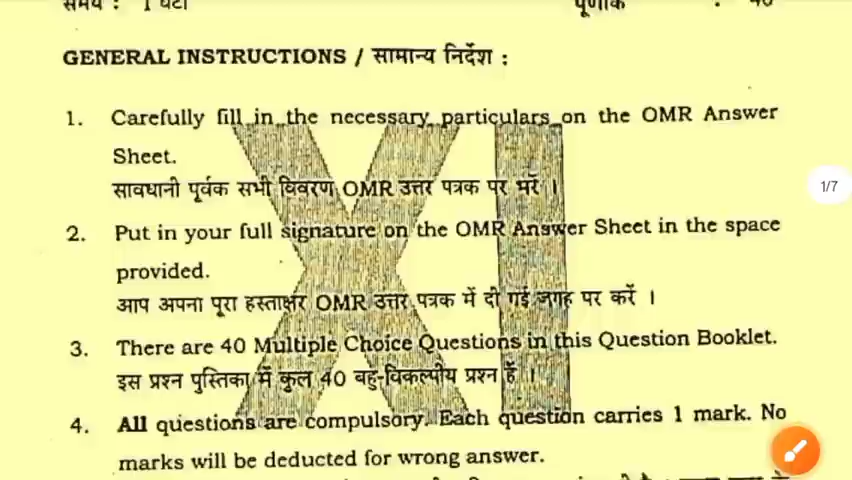 समय : 1 घंटा पूर्णांक : 40
GENERAL INSTRUCTIONS / सामान्य निर्देश :
1. Carefully fill in the necessary particulars on the OMR Answer
Sheet.
सावधानी पूर्वक सभी विवरण OMR उत्तर पत्रक पर भरें ।
2. Put in your full signature on the OMR Answer Sheet in the space
provided.
आप अपना पूरा हस्ताक्षर OMR उत्तर पत्रक में दी गई जगह पर करें ।
3. There are 40 Multiple Choice Questions in this Question Booklet.
इस प्रश्न पुस्तिका में कुल 40 बहु-विकल्पीय प्रश्न हैं ।
4. All questions are compulsory. Each question carries 1 mark. No
marks will be deducted for wrong answer.
XI
1/7